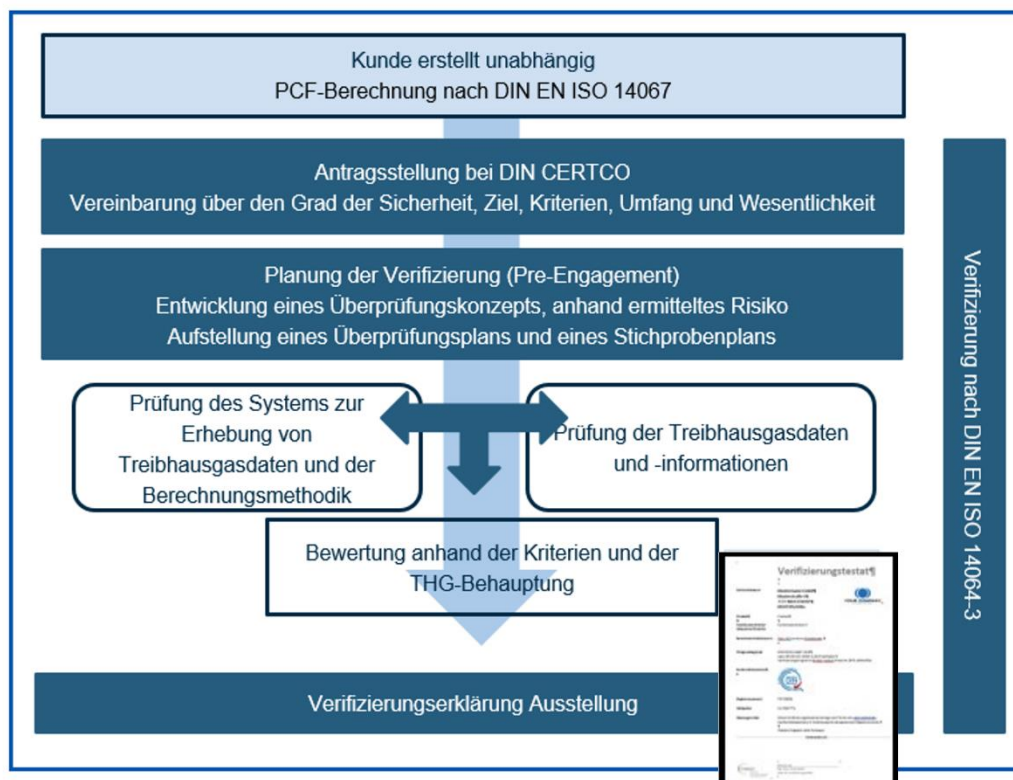 Kunde erstellt unabhängig
PCF-Berechnung nach DIN EN ISO 14067
Antragsstellung bei DIN CERTCO
Vereinbarung über den Grad der Sicherheit, Ziel, Kriterien, Umfang und Wesentlichkeit
Planung der Verifizierung (Pre-Engagement)
Entwicklung eines Überprüfungskonzepts, anhand ermitteltes Risiko
Aufstellung eines Überprüfungsplans und eines Stichprobenplans
Prüfung des Systems zur
Erhebung von
Treibhausgasdaten und der
Berechnungsmethodik
Prüfung der Treibhausgasdaten
und -informationen
Bewertung anhand der Kriterien und der
THG-Behauptung
Verifizierungserklärung Ausstellung
Verifizierung nach DIN EN ISO 14064-3
Verifizierungstestat¶